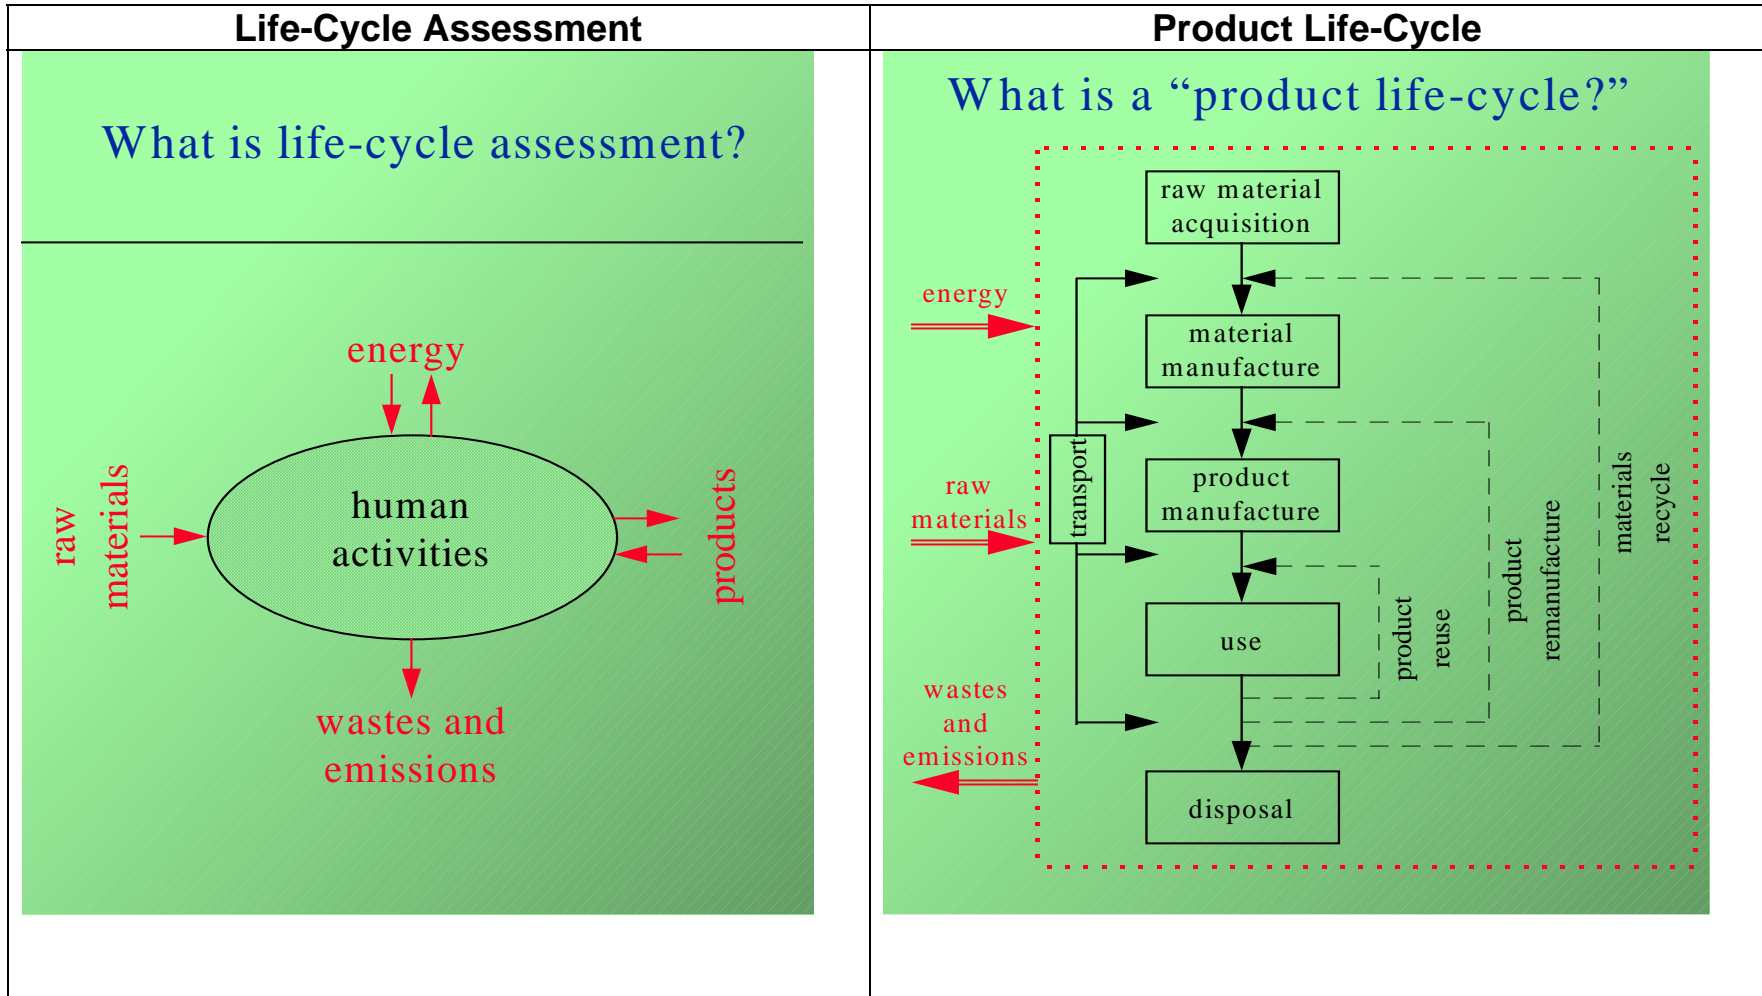 Life-Cycle Assessment
What is life-cycle assessment?
energy
raw
materials
human
activities
products
wastes and
emissions
Product Life-Cycle
What is a “product life-cycle?”
raw material
acquisition
energy
material
manufacture
transport
raw
materials
product
manufacture
materials
recycle
product
remanufacture
product
reuse
use
wastes
and
emissions
disposal